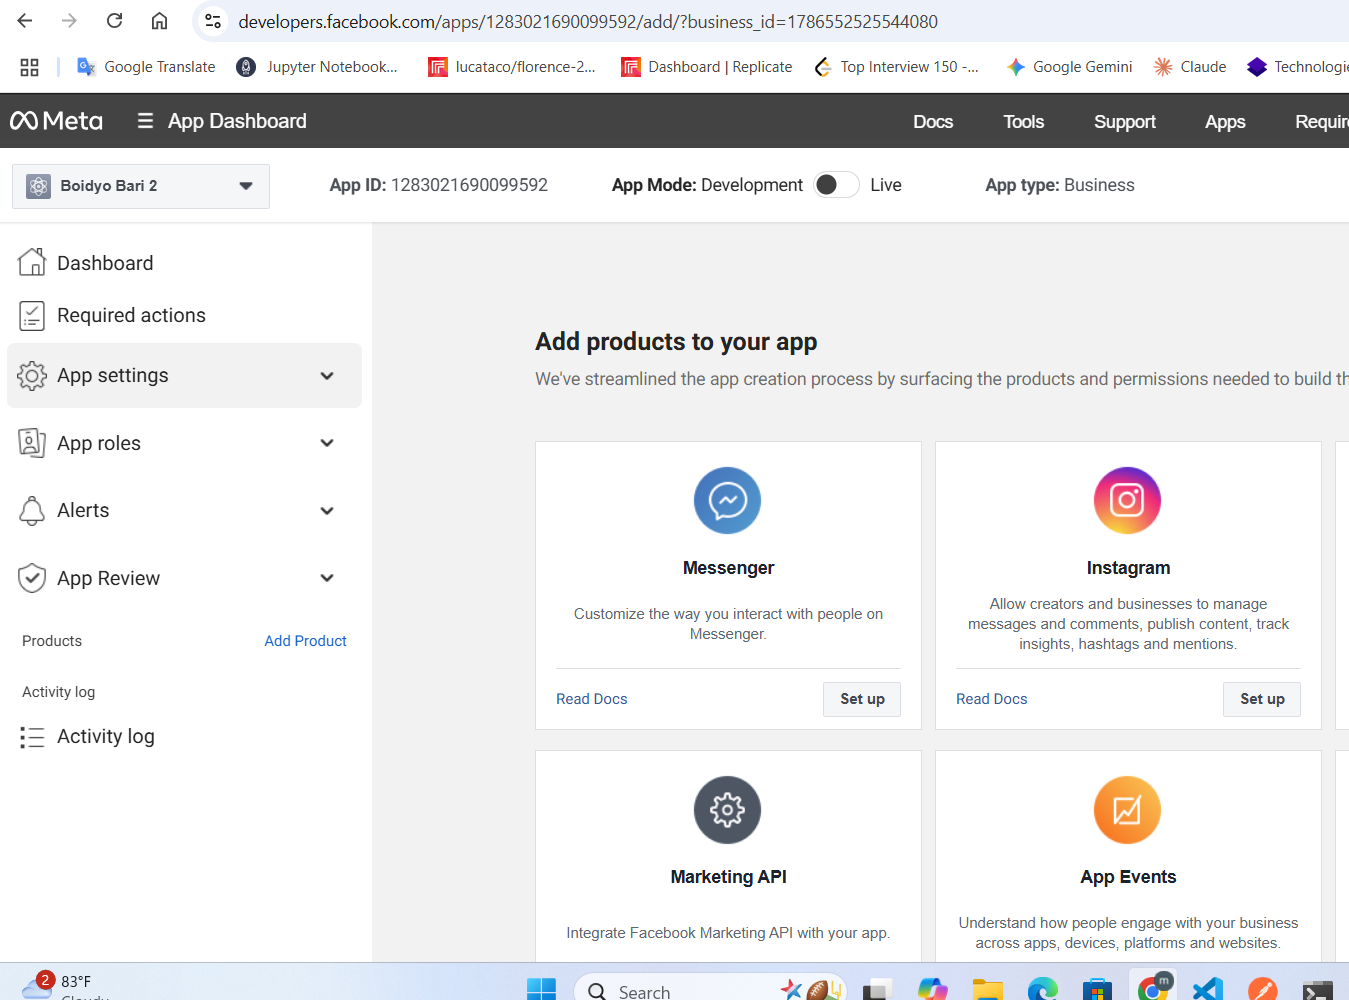 developers.facebook.com/apps/1283021690099592/add/?business_id=1786552525544080
Google Translate
Jupyter Notebook...
lucataco/florence-2...
Dashboard | Replicate
Top Interview 150 -...
Google Gemini
Claude
Technologie
Meta
App Dashboard
Docs
Tools
Support
Apps
Requir
Boidyo Bari 2
App ID: 1283021690099592
App Mode: Development
Live
App type: Business
Dashboard
Required actions
App settings
App roles
Alerts
App Review
Products
Add Product
Activity log
Activity log
Add products to your app
We've streamlined the app creation process by surfacing the products and permissions needed to build th
Messenger
Customize the way you interact with people on
Messenger.
Read Docs
Set up
Instagram
Allow creators and businesses to manage
messages and comments, publish content, track
insights, hashtags and mentions.
Read Docs
Set up
Marketing API
Integrate Facebook Marketing API with your app.
App Events
Understand how people engage with your business
across apps, devices, platforms and websites.
2
83°F
Cloudy
Search
m